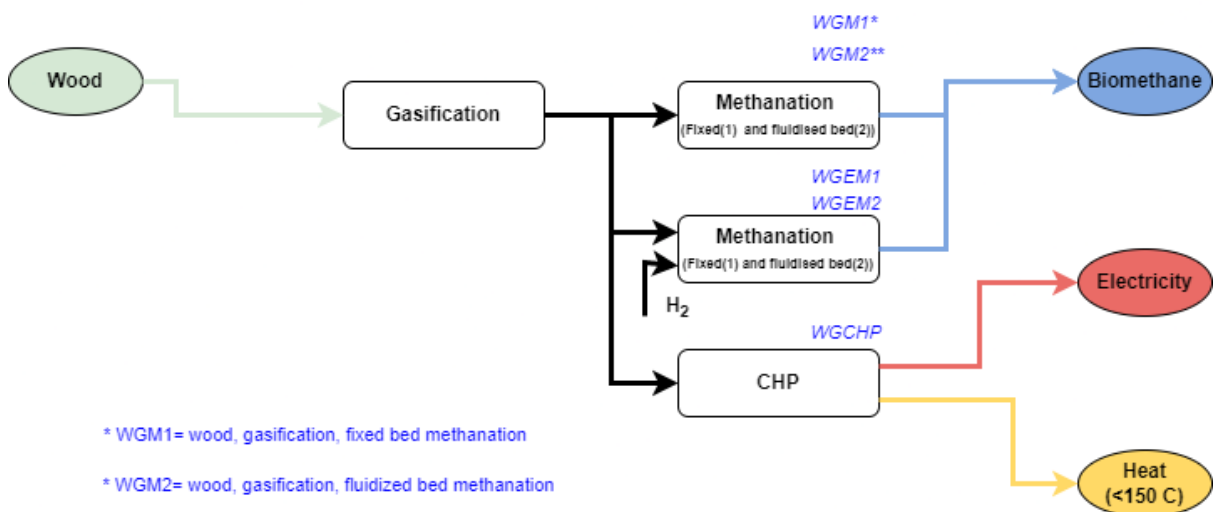 WGM1*
WGM2**
Wood
Gasification
Methanation
(Fixed(1) and fluidised bed(2))
Biomethane
WGEM1
WGEM2
Methanation
(Fixed(1) and fluidised bed(2))
Electricity
H₂
WGCHP
CHP
* WGM1= wood, gasification, fixed bed methanation
* WGM2= wood, gasification, fluidized bed methanation
Heat
(<150 C)